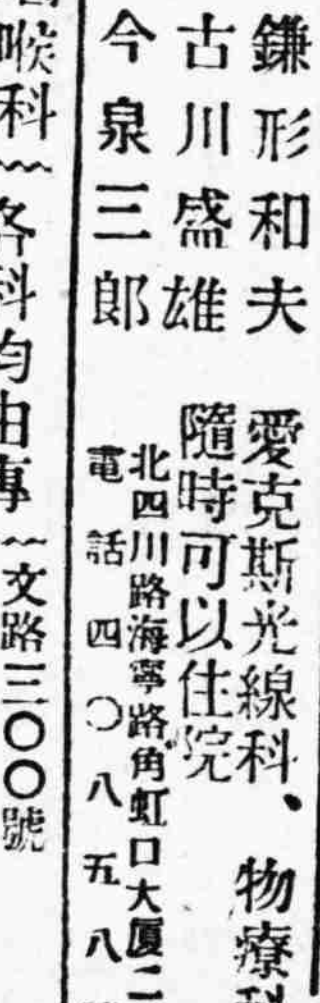 鎌形和夫
古川盛雄
今泉三郎
愛克斯光線科、物療科
隨時可以住院
北四川路海寧路角虹口大厦二
電話四〇八五八
喉科~各科均由專~文路三〇〇號